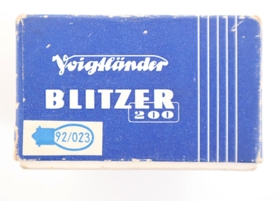 Voigtländer
BLITZER
200
92/023